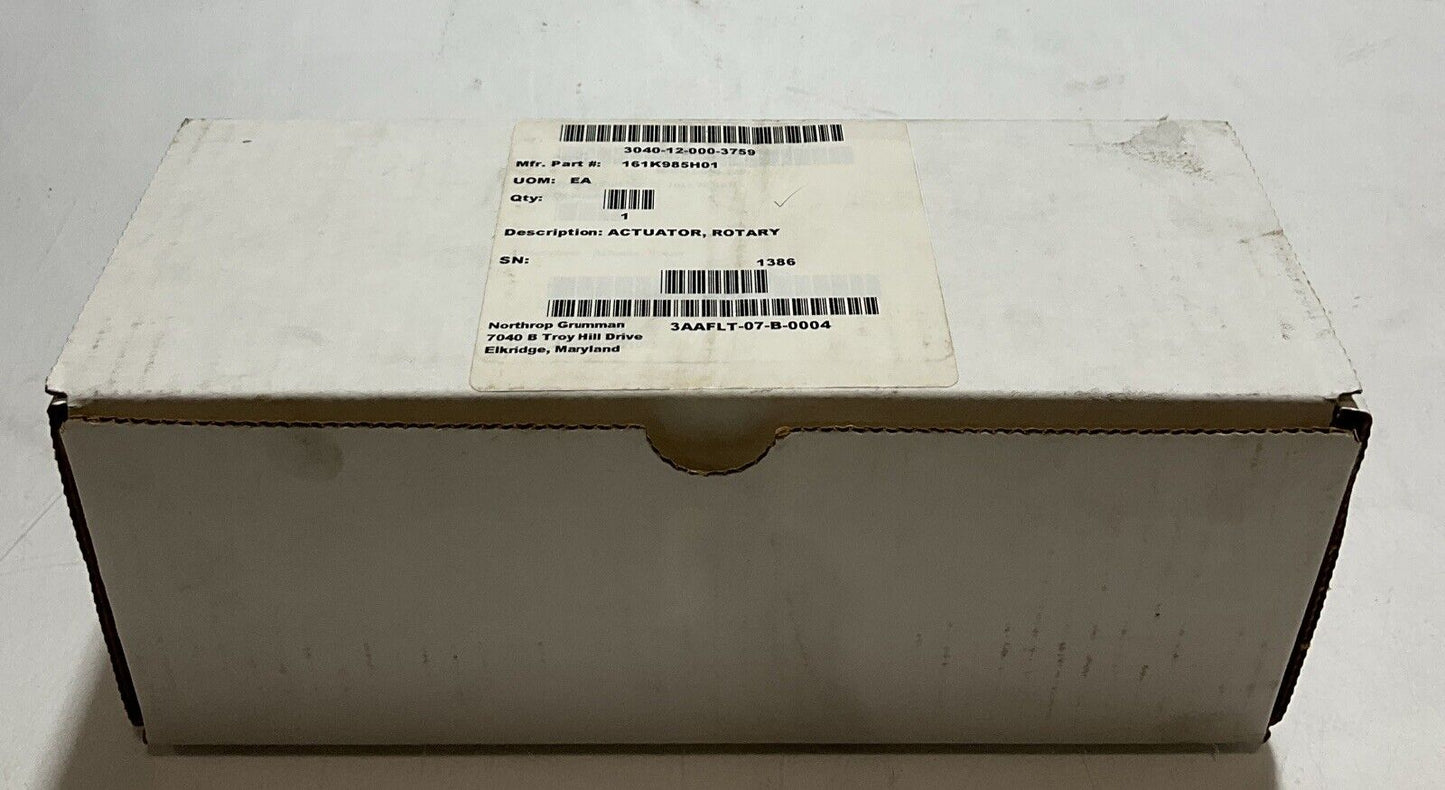 3040-12-000-3759
Mfr. Part #: 161K985H01
UOM: EA
Qty:
1
Description: ACTUATOR, ROTARY
SN: 1386
3AAFLT-07-B-0004
Northrop Grumman
7040 B Troy Hill Drive
Elkridge, Maryland